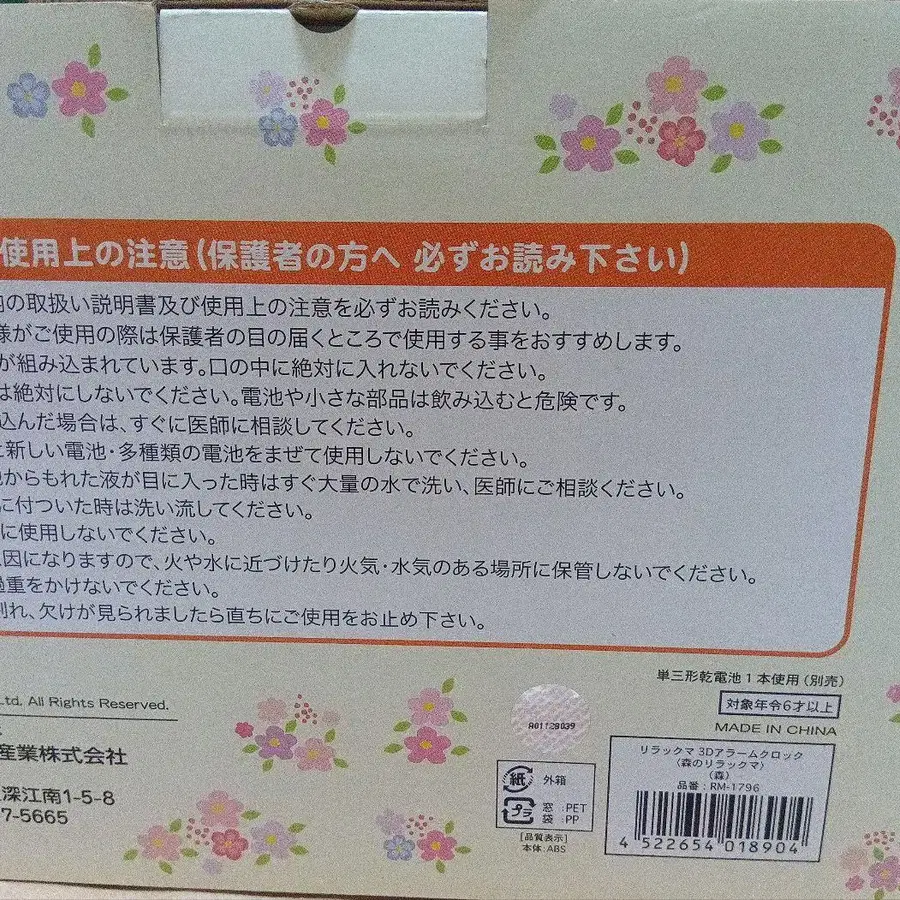 使用上の注意(保護者の方へ 必ずお読み下さい)
の取扱い説明書及び使用上の注意を必ずお読みください。
様がご使用の際は保護者の目の届くところで使用する事をおすすめします。
が組み込まれています。口の中に絶対に入れないでください。
は絶対にしないでください。電池や小さな部品は飲み込むと危険です。
込んだ場合は、すぐに医師に相談してください。
新しい電池・多種類の電池をまぜて使用しないでください。
からもれた液が目に入った時はすぐ大量の水で洗い、医師にご相談ください。
に付ついた時は洗い流してください。
に使用しないでください。
因になりますので、火や水に近づけたり火気・水気のある場所に保管しないでください。
重をかけないでください。
割れ、欠けが見られましたら直ちにご使用をお止め下さい。
単三形乾電池1本使用(別売)
対象年令6才以上
MADE IN CHINA
Ltd. All Rights Reserved.
産業株式会社
深江南1-5-8
7-5665
A01128039
紙 外箱
プラ 窓:PET
袋:PP
[品質表示]
本体:ABS
リラックマ 3Dアラームクロック
(森のリラックマ)
(森)
品番:RM-1796
4 522654 018904